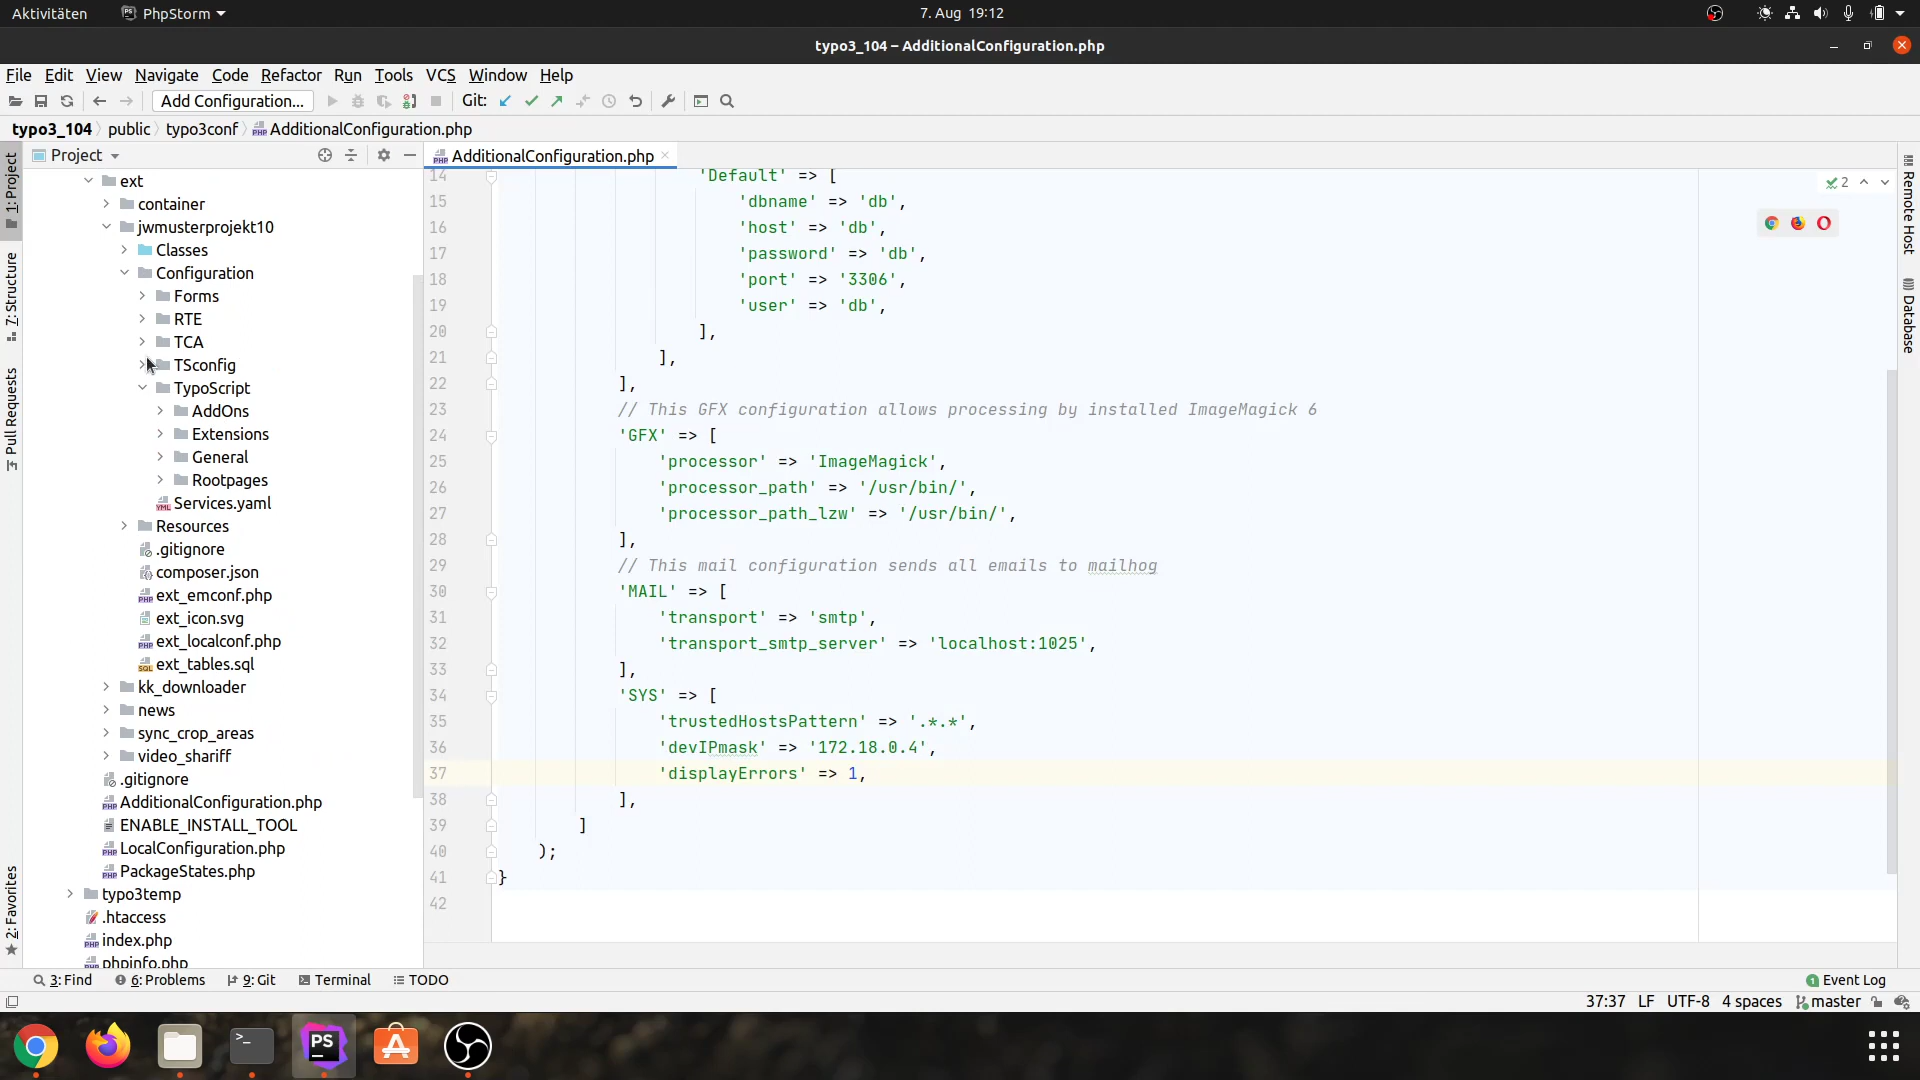 Aktivitäten
PhpStorm
7. Aug 19:12
typo3_104 – AdditionalConfiguration.php
File Edit View Navigate Code Refactor Run Tools VCS Window Help
Add Configuration...
Git:
typo3_104 public typo3conf AdditionalConfiguration.php
1: Project
7: Structure
Pull Requests
2: Favorites
Project
ext
container
jwmusterprojekt10
Classes
Configuration
Forms
RTE
TCA
TSconfig
TypoScript
AddOns
Extensions
General
Rootpages
Services.yaml
Resources
.gitignore
composer.json
ext_emconf.php
ext_icon.svg
ext_localconf.php
ext_tables.sql
kk_downloader
news
sync_crop_areas
video_shariff
.gitignore
AdditionalConfiguration.php
ENABLE_INSTALL_TOOL
LocalConfiguration.php
PackageStates.php
typo3temp
.htaccess
index.php
phpinfo.php
AdditionalConfiguration.php
2
14 'Default' => [
15 'dbname' => 'db',
16 'host' => 'db',
17 'password' => 'db',
18 'port' => '3306',
19 'user' => 'db',
20 ],
21 ],
22 ],
23 // This GFX configuration allows processing by installed ImageMagick 6
24 'GFX' => [
25 'processor' => 'ImageMagick',
26 'processor_path' => '/usr/bin/',
27 'processor_path_lzw' => '/usr/bin/',
28 ],
29 // This mail configuration sends all emails to mailhog
30 'MAIL' => [
31 'transport' => 'smtp',
32 'transport_smtp_server' => 'localhost:1025',
33 ],
34 'SYS' => [
35 'trustedHostsPattern' => '.*.*',
36 'devIPmask' => '172.18.0.4',
37 'displayErrors' => 1,
38 ],
39 ]
40 );
41 }
42
Remote Host
Database
3: Find 6: Problems 9: Git Terminal TODO
1 Event Log
37:37 LF UTF-8 4 spaces master
PS